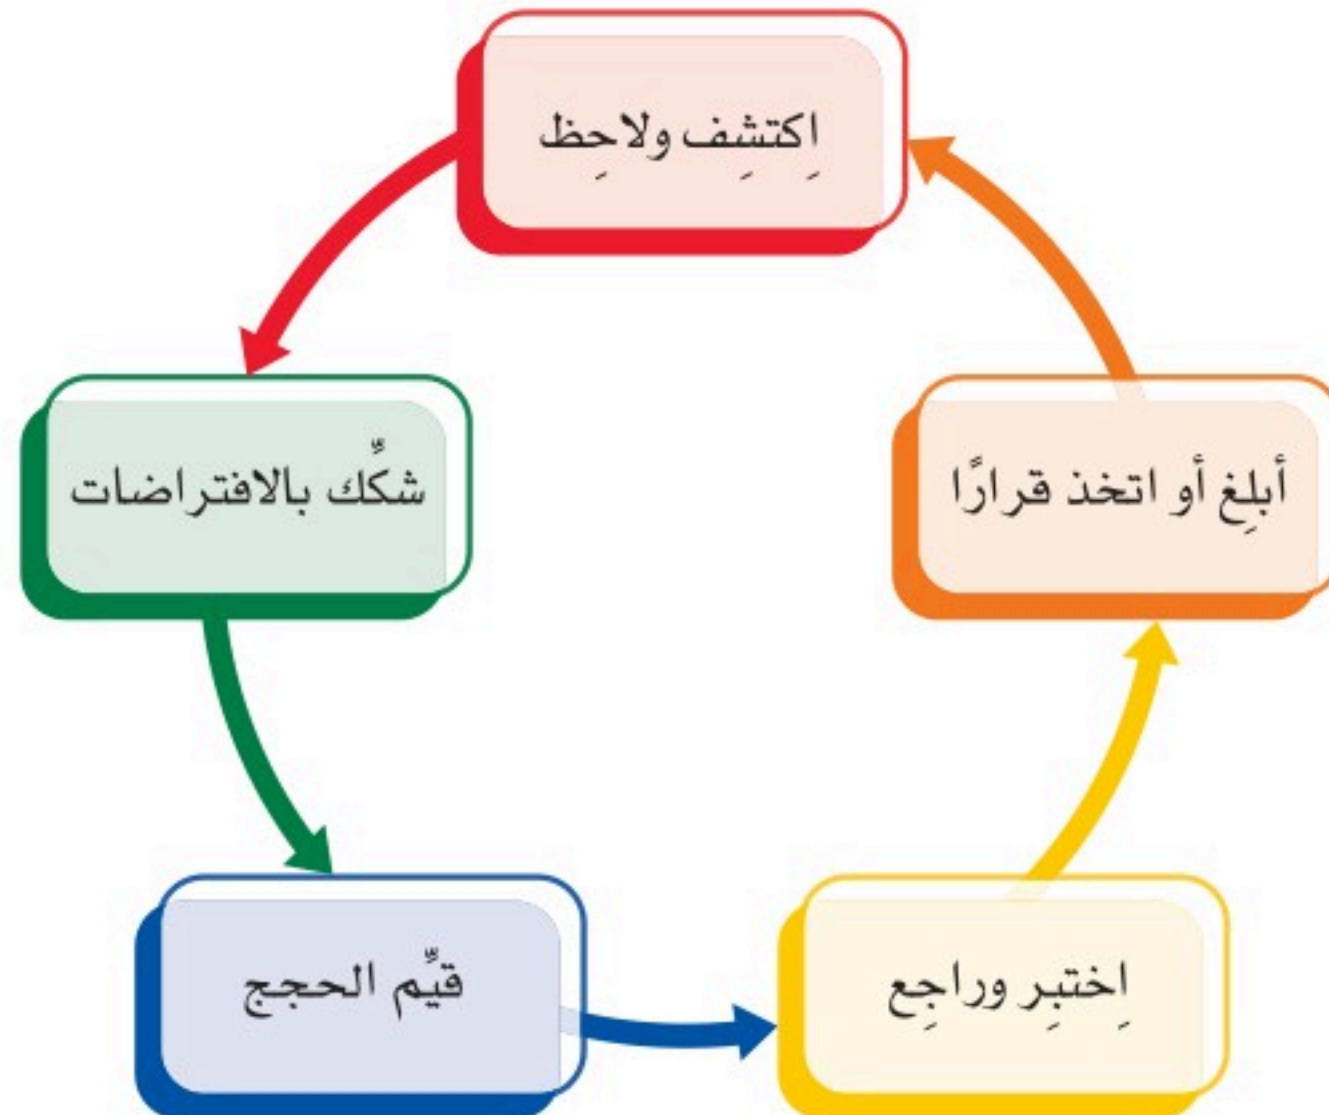 اِكتشِف ولاحِظ
شكِّك بالافتراضات
قيِّم الحجج
اِختبِر وراجِع
أبلِغ أو اتخذ قرارًا